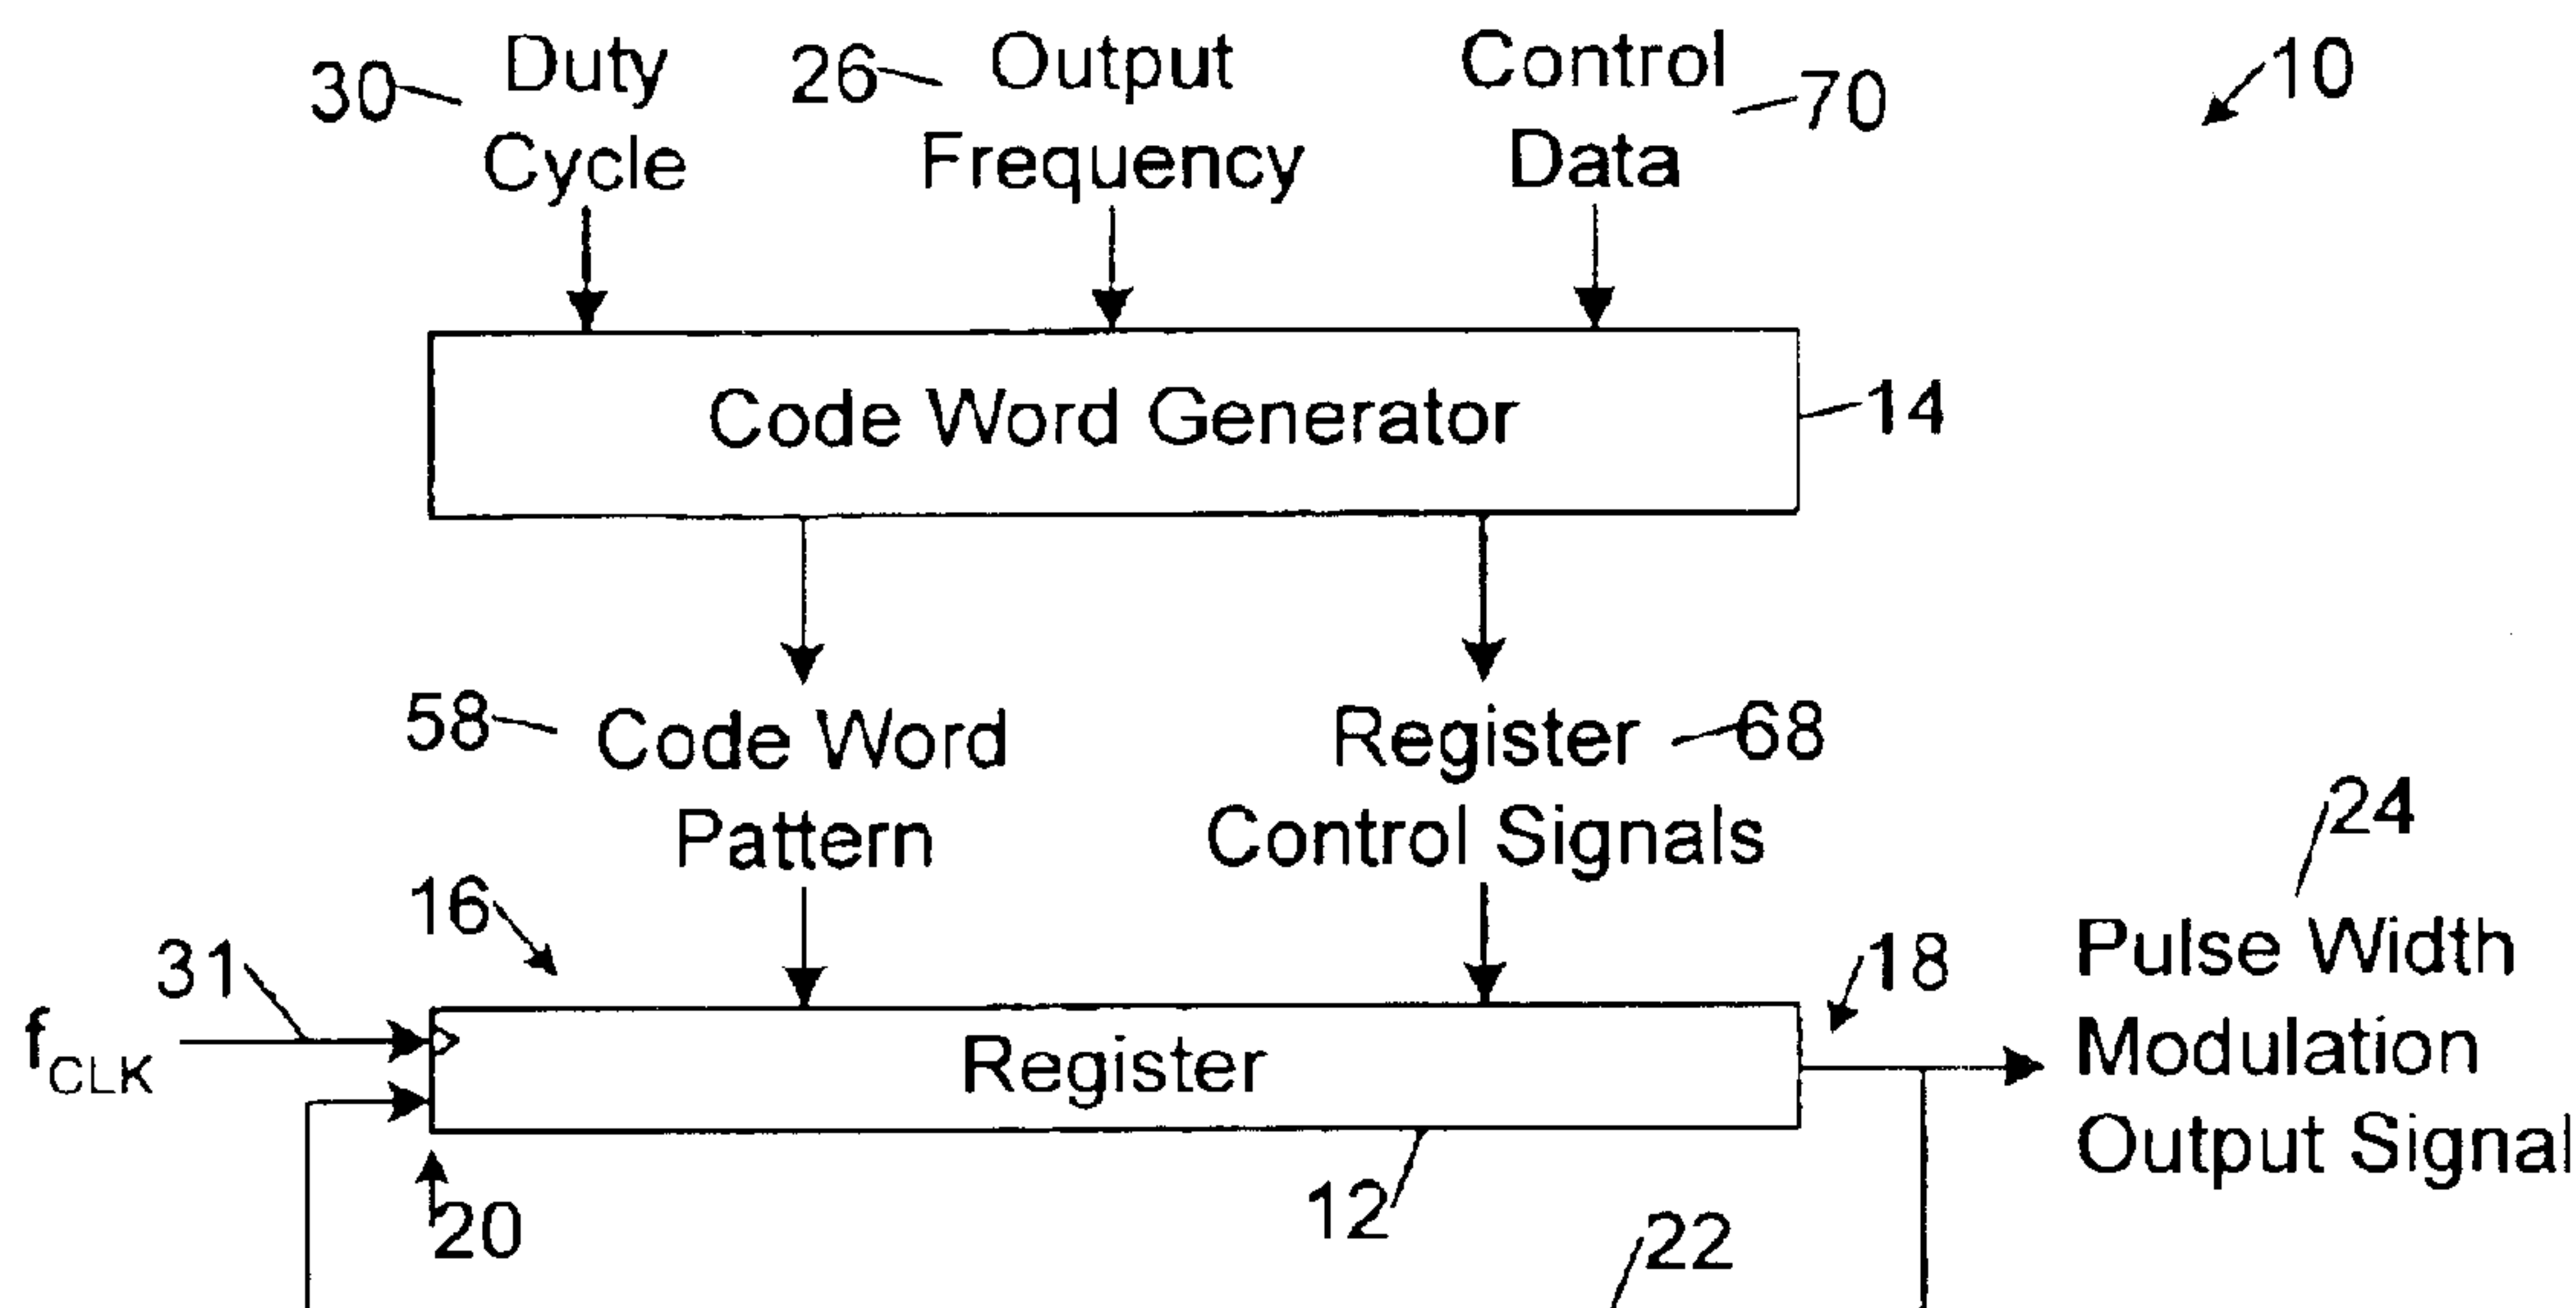 30 Duty Cycle
26 Output Frequency
Control Data 70
10
Code Word Generator
14
58 Code Word Pattern
Register Control Signals 68
24
16
31
18
f_CLK
Register
Pulse Width
Modulation
Output Signal
20
12
22